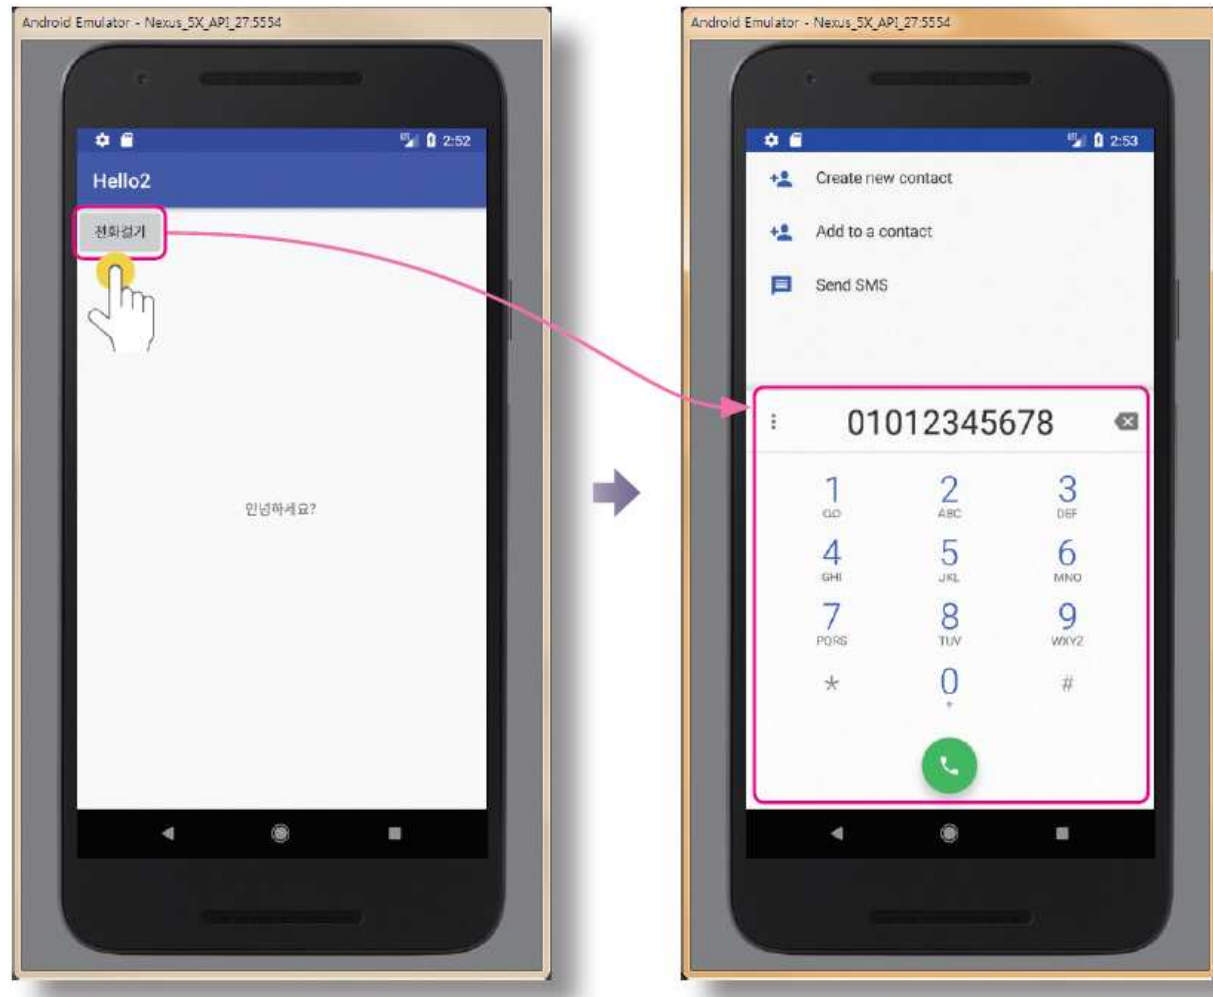 Android Emulator - Nexus_5X_API_27:5554
2:52
Hello2
전화걸기
안녕하세요?
Android Emulator - Nexus_5X_API_27:5554
2:53
Create new contact
Add to a contact
Send SMS
01012345678
1 2 3
ABC DEF
4 5 6
GHI JKL MNO
7 8 9
PQRS TUV WXYZ
* 0 #
+